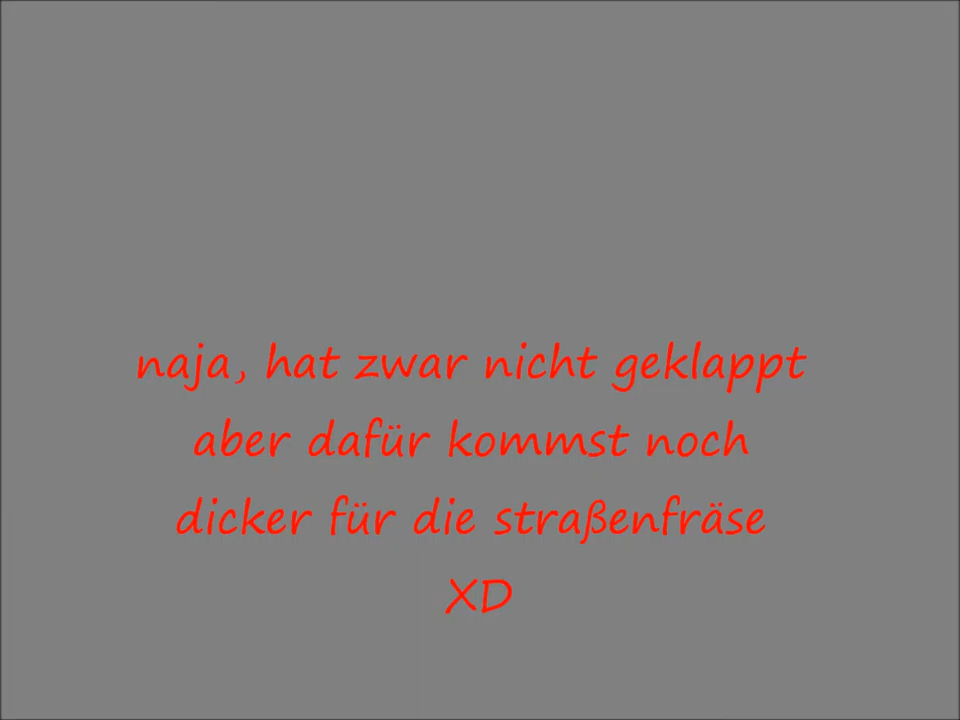 naja, hat zwar nicht geklappt
aber dafür kommst noch
dicker für die straßenfräse
XD